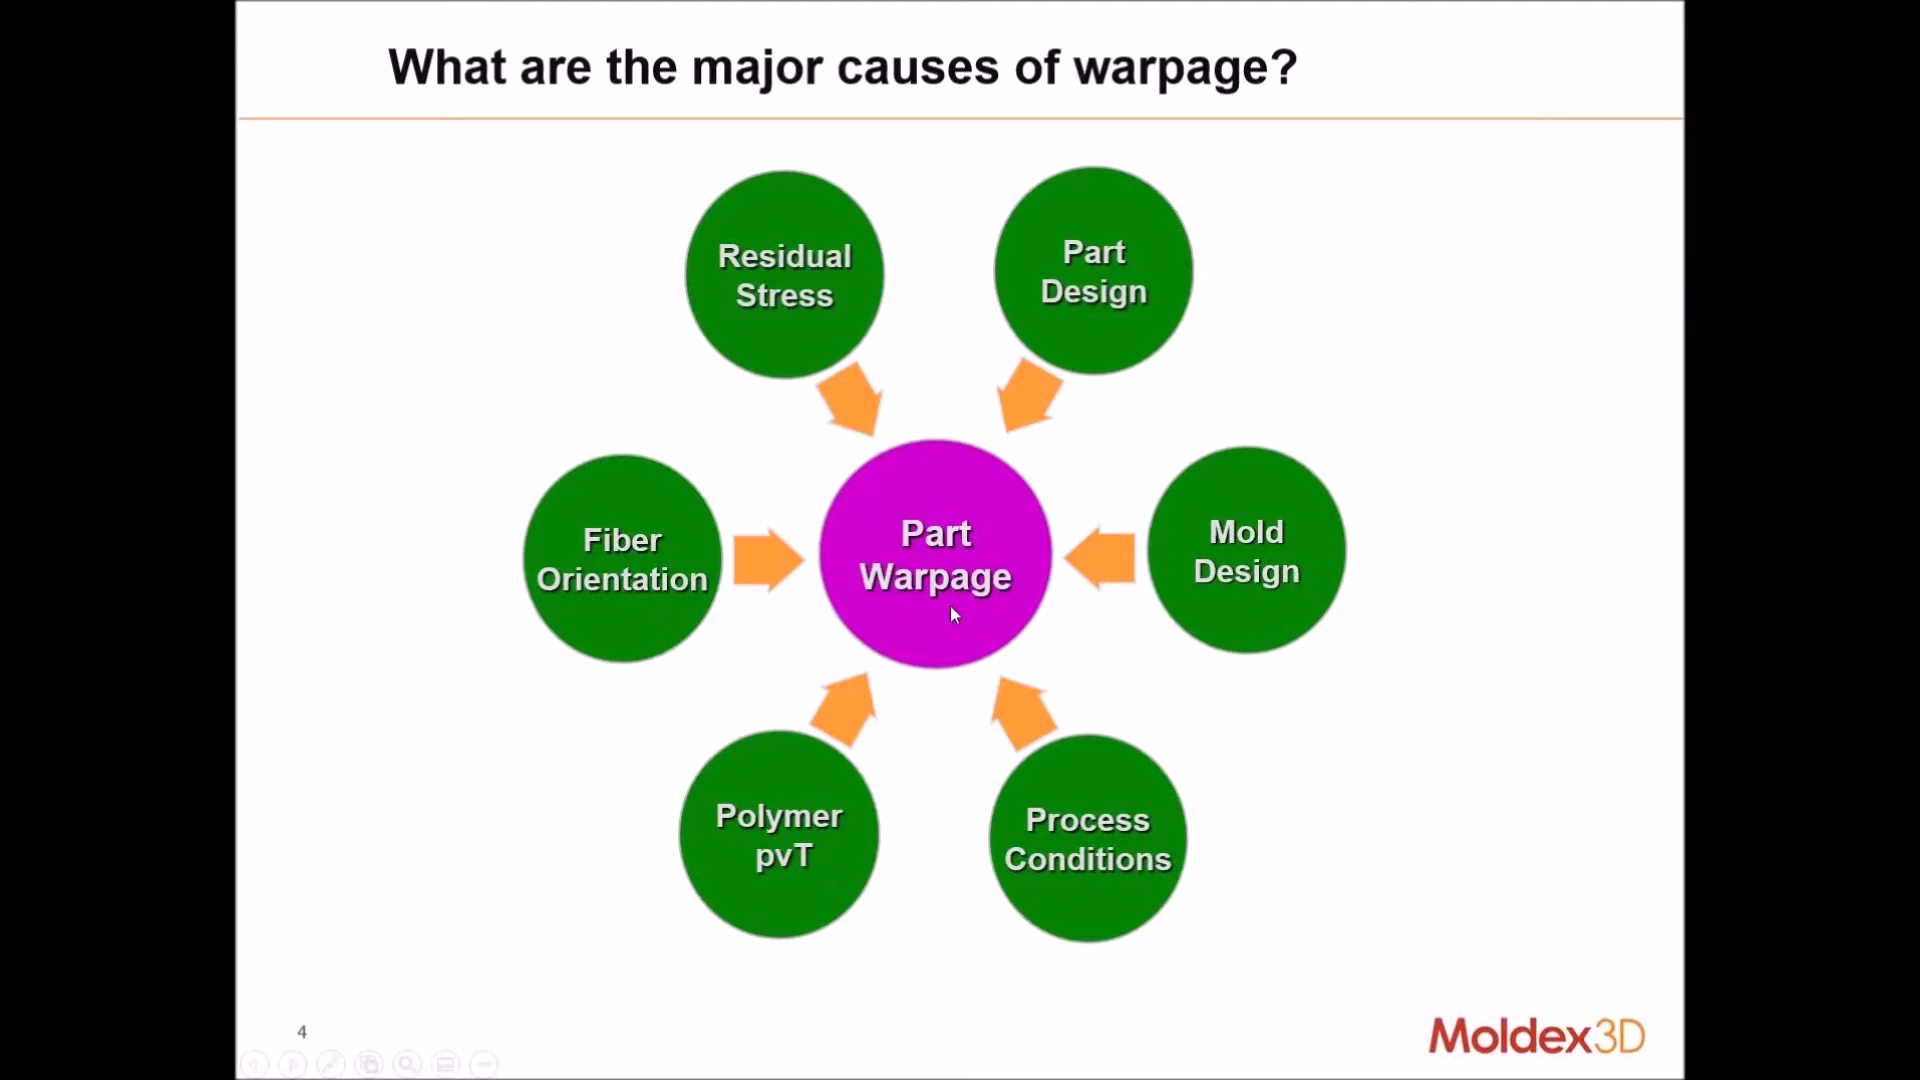 What are the major causes of warpage?
Residual
Stress
Part
Design
Fiber
Orientation
Part
Warpage
Mold
Design
Polymer
pvT
Process
Conditions
4
Moldex3D